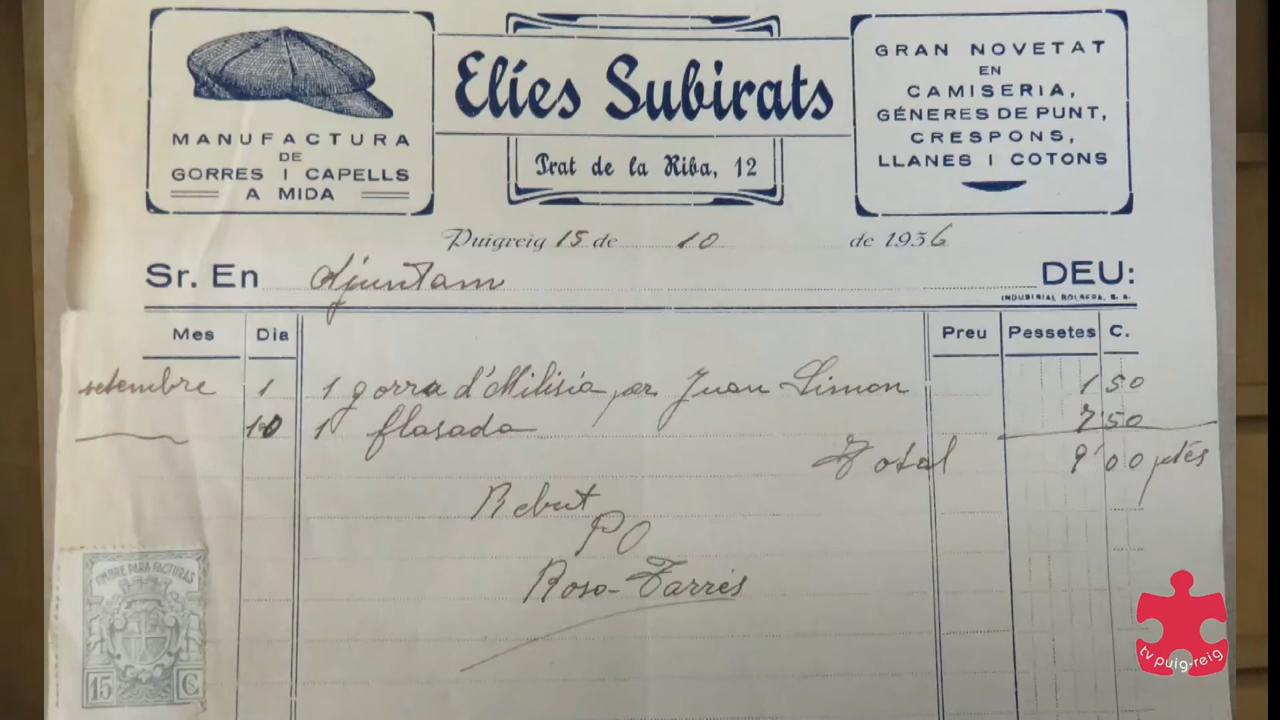 MANUFACTURA
DE
GORRES I CAPELLS
A MIDA
Elíes Subirats
Prat de la Riba, 12
GRAN NOVETAT
EN
CAMISERIA,
GÉNERES DE PUNT,
CRESPONS,
LLANES I COTONS
Puigreig 15 de 10 de 1936
Sr. En Ajuntam DEU:
INDUSTRIAL BOLSERA, S. A.
Mes Dia Preu Pessetes C.
setembre 1 1 gorra d'Milisia per Juan Simon 1 50
10 1 flasada 7 50
Total 9'00 ptés
Rebut
PO
Rosa Farrés
TIMBRE PARA FACTURAS
15 C
tv puig-reig